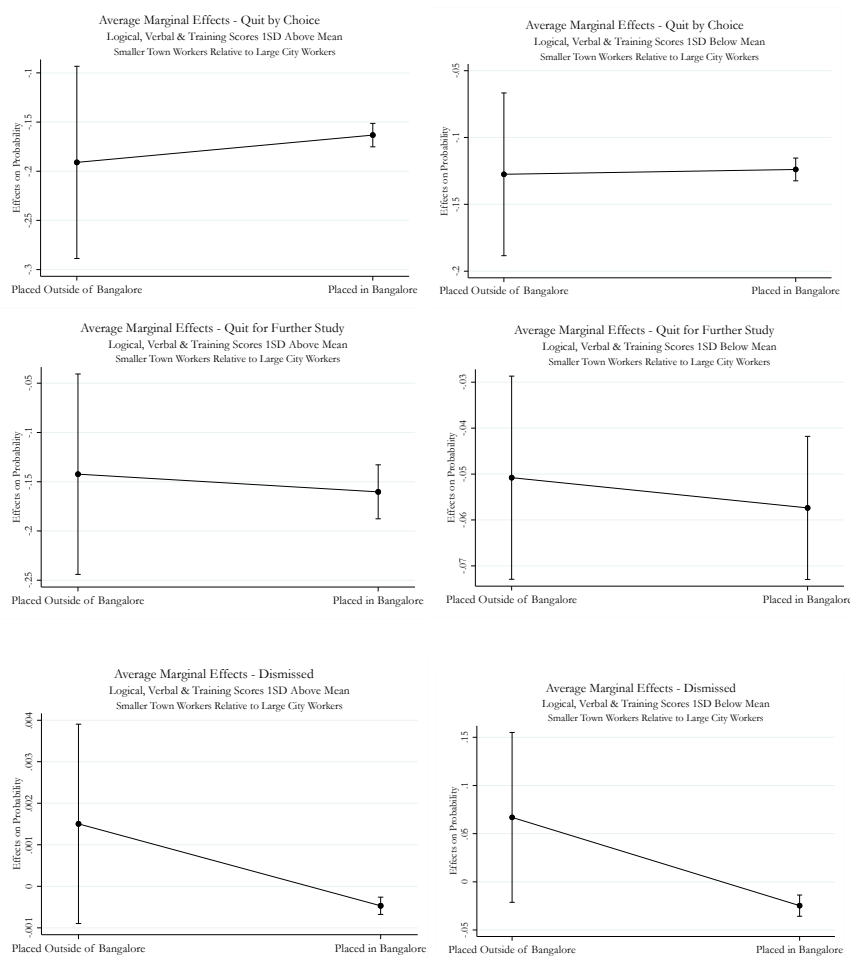 Average Marginal Effects - Quit by Choice
Logical, Verbal & Training Scores 1SD Above Mean
Smaller Town Workers Relative to Large City Workers
Effects on Probability
-.1
-.15
-.2
-.25
-.3
Placed Outside of Bangalore
Placed in Bangalore
Average Marginal Effects - Quit by Choice
Logical, Verbal & Training Scores 1SD Below Mean
Smaller Town Workers Relative to Large City Workers
Effects on Probability
-.05
-.1
-.15
-.2
Placed Outside of Bangalore
Placed in Bangalore
Average Marginal Effects - Quit for Further Study
Logical, Verbal & Training Scores 1SD Above Mean
Smaller Town Workers Relative to Large City Workers
Effects on Probability
-.05
-.1
-.15
-.2
-.25
Placed Outside of Bangalore
Placed in Bangalore
Average Marginal Effects - Quit for Further Study
Logical, Verbal & Training Scores 1SD Below Mean
Smaller Town Workers Relative to Large City Workers
Effects on Probability
-.03
-.04
-.05
-.06
-.07
Placed Outside of Bangalore
Placed in Bangalore
Average Marginal Effects - Dismissed
Logical, Verbal & Training Scores 1SD Above Mean
Smaller Town Workers Relative to Large City Workers
Effects on Probability
.004
.003
.002
.001
0
-.001
Placed Outside of Bangalore
Placed in Bangalore
Average Marginal Effects - Dismissed
Logical, Verbal & Training Scores 1SD Below Mean
Smaller Town Workers Relative to Large City Workers
Effects on Probability
.15
.1
.05
0
-.05
Placed Outside of Bangalore
Placed in Bangalore